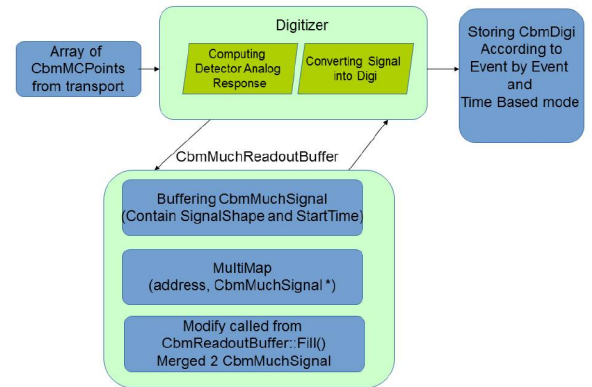 Array of
CbmMCPoints
from transport
Digitizer
Computing
Detector Analog
Response
Converting Signal
into Digi
Storing CbmDigi
According to
Event by Event
and
Time Based mode
CbmMuchReadoutBuffer
Buffering CbmMuchSignal
(Contain SignalShape and StartTime)
MultiMap
(address, CbmMuchSignal *)
Modify called from
CbmReadoutBuffer::Fill()
Merged 2 CbmMuchSignal